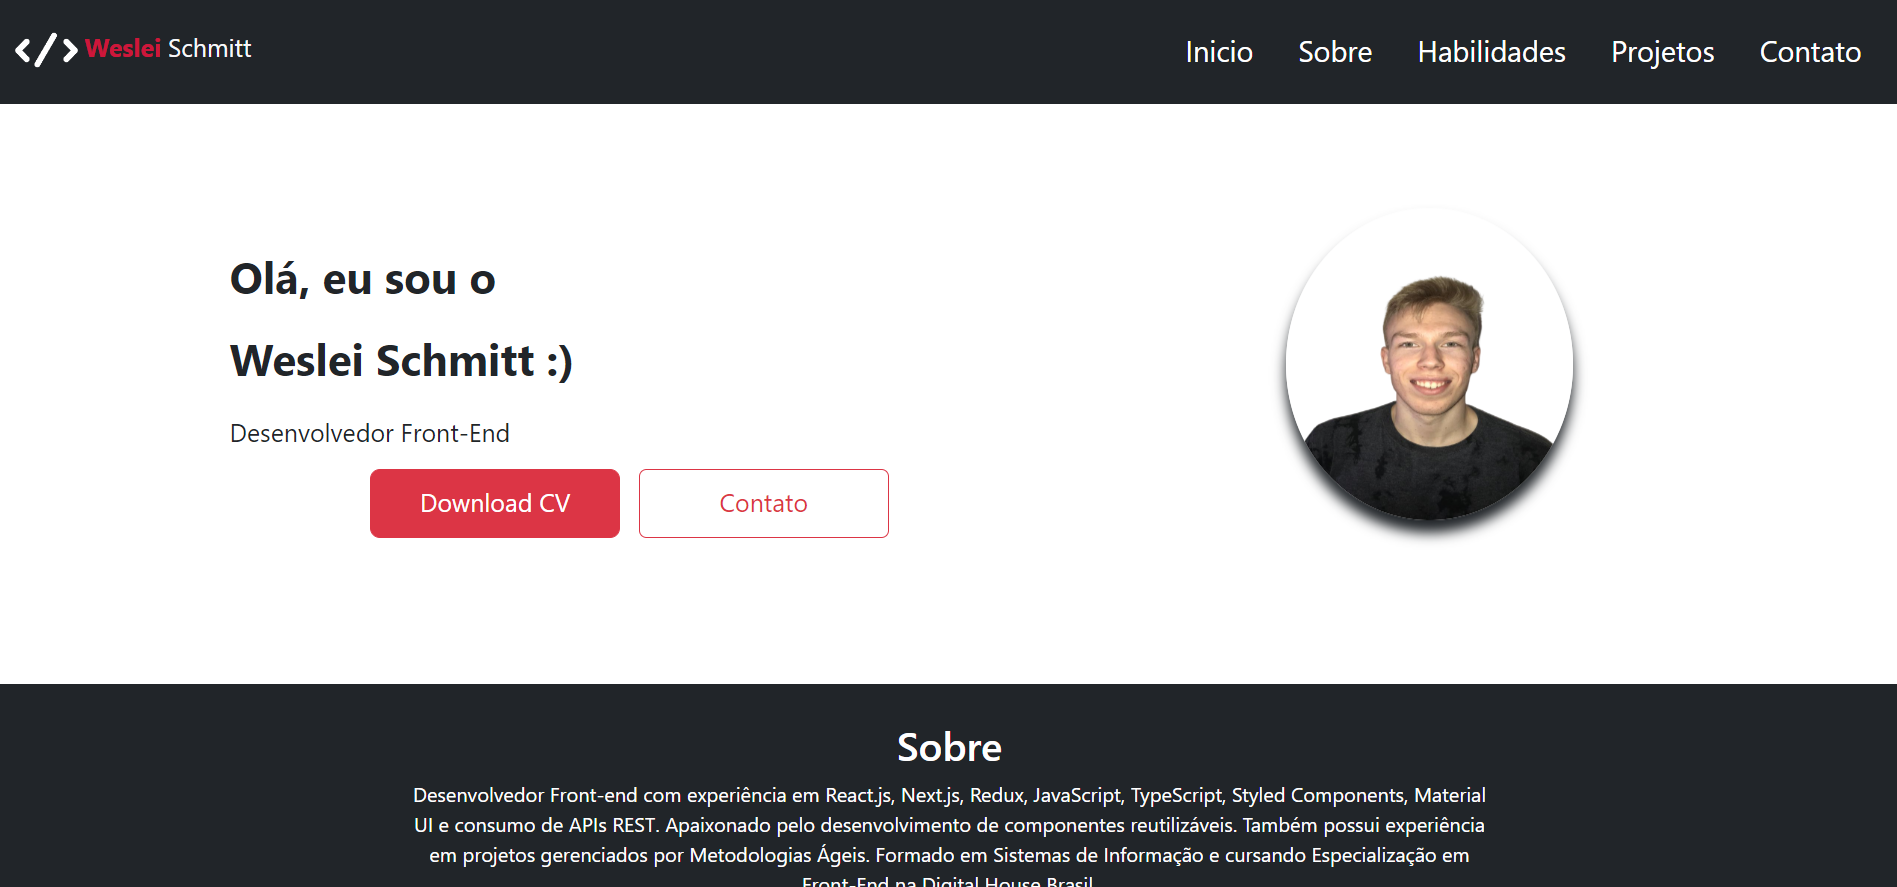 </> Weslei Schmitt
Inicio Sobre Habilidades Projetos Contato
Olá, eu sou o
Weslei Schmitt :)
Desenvolvedor Front-End
Download CV Contato
Sobre
Desenvolvedor Front-end com experiência em React.js, Next.js, Redux, JavaScript, TypeScript, Styled Components, Material
UI e consumo de APIs REST. Apaixonado pelo desenvolvimento de componentes reutilizáveis. Também possui experiência
em projetos gerenciados por Metodologias Ágeis. Formado em Sistemas de Informação e cursando Especialização em
Front-End na Digital House Brasil.